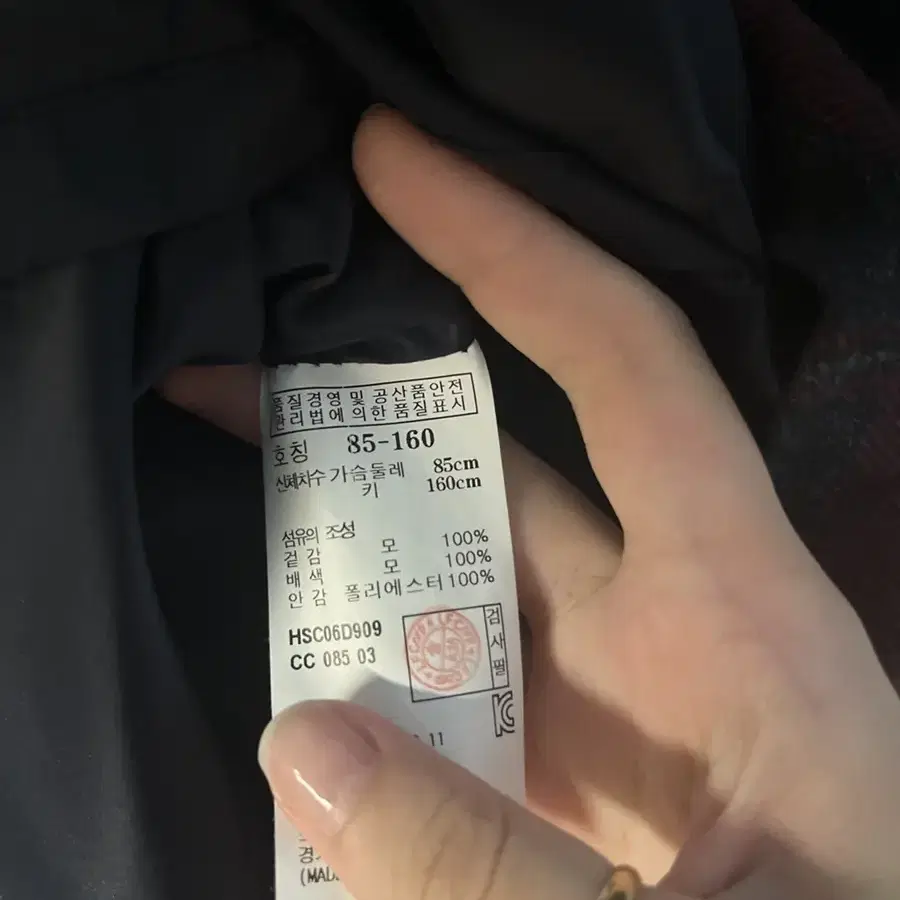 품질경영 및 공산품안전
관리법에 의한 품질표시
호칭 85-160
신체치수 가슴둘레 85cm
키 160cm
섬유의 조성
겉 감 모 100%
배 색 모 100%
안 감 폴리에스터 100%
HSC06D909
CC 085 03
검사필
11